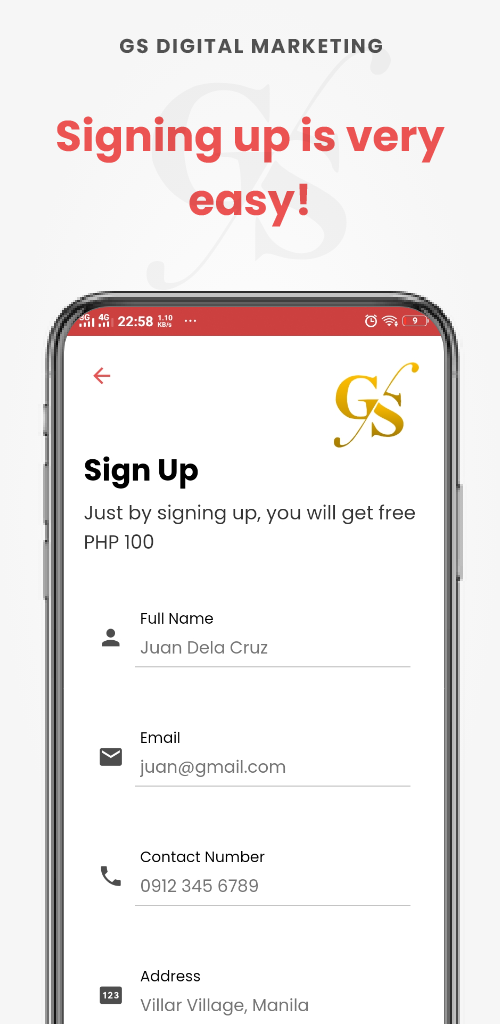 GS DIGITAL MARKETING
Signing up is very
easy!
3G 4G 22:58 1.10 KB/s ... 9
GS
Sign Up
Just by signing up, you will get free
PHP 100
Full Name
Juan Dela Cruz
Email
juan@gmail.com
Contact Number
0912 345 6789
Address
123
Villar Village, Manila